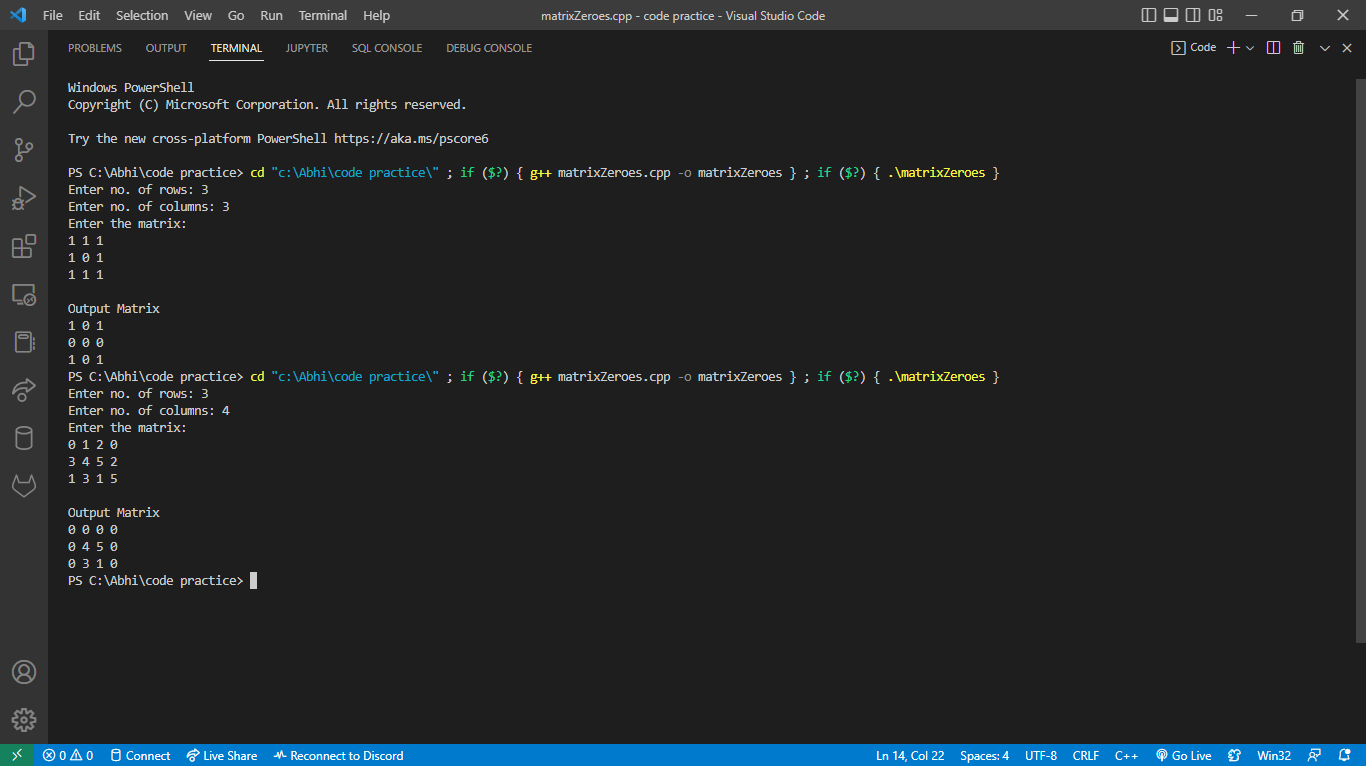 File Edit Selection View Go Run Terminal Help matrixZeroes.cpp - code practice - Visual Studio Code
PROBLEMS OUTPUT TERMINAL JUPYTER SQL CONSOLE DEBUG CONSOLE Code
Windows PowerShell
Copyright (C) Microsoft Corporation. All rights reserved.
Try the new cross-platform PowerShell https://aka.ms/pscore6
PS C:\Abhi\code practice> cd "c:\Abhi\code practice\" ; if ($?) { g++ matrixZeroes.cpp -o matrixZeroes } ; if ($?) { .\matrixZeroes }
Enter no. of rows: 3
Enter no. of columns: 3
Enter the matrix:
1 1 1
1 0 1
1 1 1
Output Matrix
1 0 1
0 0 0
1 0 1
PS C:\Abhi\code practice> cd "c:\Abhi\code practice\" ; if ($?) { g++ matrixZeroes.cpp -o matrixZeroes } ; if ($?) { .\matrixZeroes }
Enter no. of rows: 3
Enter no. of columns: 4
Enter the matrix:
0 1 2 0
3 4 5 2
1 3 1 5
Output Matrix
0 0 0 0
0 4 5 0
0 3 1 0
PS C:\Abhi\code practice>
0 0 Connect Live Share Reconnect to Discord Ln 14, Col 22 Spaces: 4 UTF-8 CRLF C++ Go Live Win32